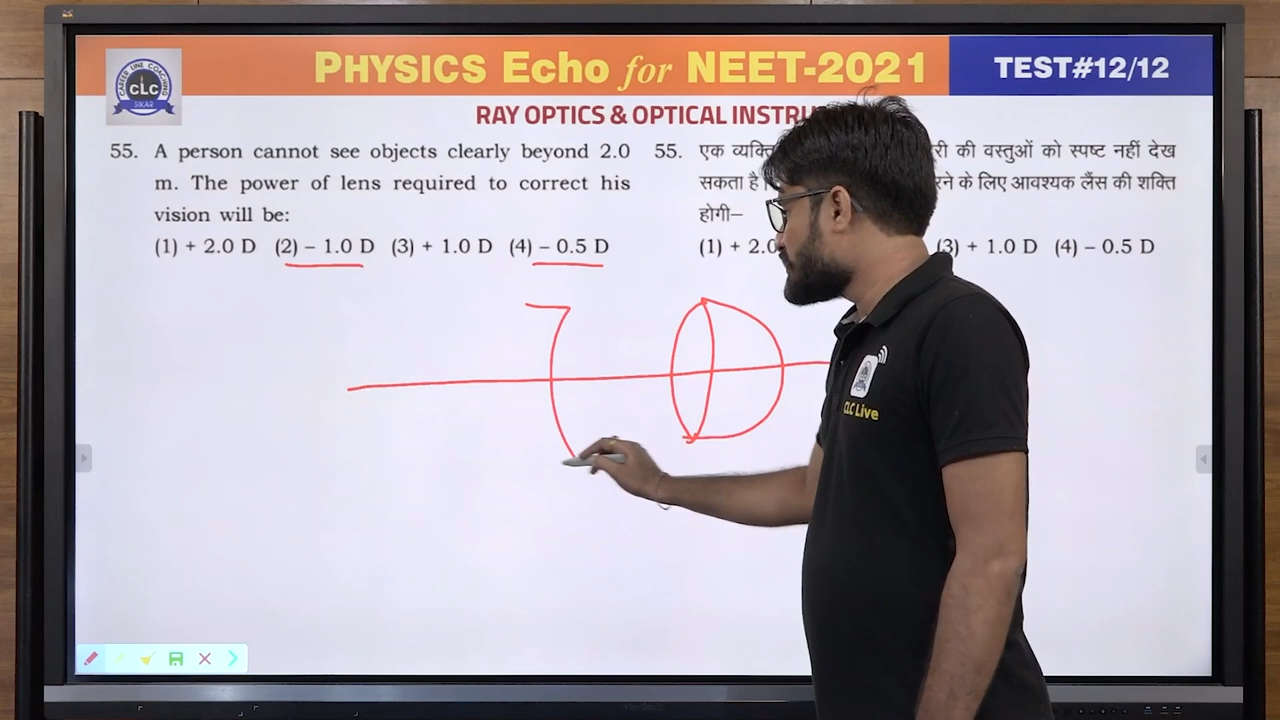 PHYSICS Echo for NEET-2021
TEST#12/12
CAREER LINE COACHING
CLC
SIKAR
RAY OPTICS & OPTICAL
55. A person cannot see objects clearly beyond 2.0
m. The power of lens required to correct his
vision will be:
(1) + 2.0 D (2) – 1.0 D (3) + 1.0 D (4) – 0.5 D
55. एक व्यक्ति की वस्तुओं को स्पष्ट नहीं देख
सकता है के लिए आवश्यक लैंस की शक्ति
होगी–
(1) + 2.0 (3) + 1.0 D (4) – 0.5 D
CLC Live